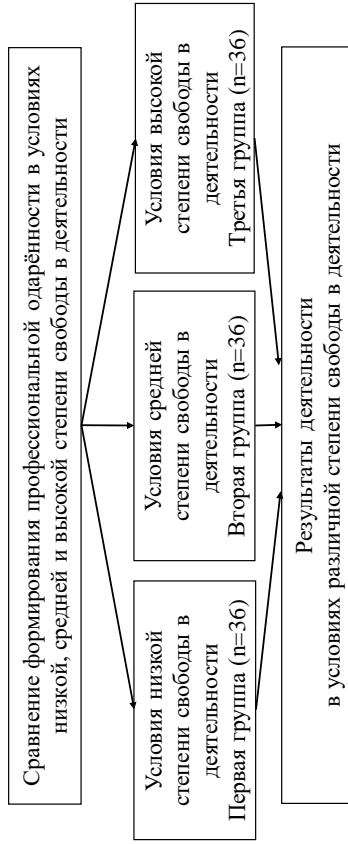 Сравнение формирования профессиональной одарённости в условиях
низкой, средней и высокой степени свободы в деятельности
Условия низкой
степени свободы в
деятельности
Первая группа (n=36)
Условия средней
степени свободы в
деятельности
Вторая группа (n=36)
Условия высокой
степени свободы в
деятельности
Третья группа (n=36)
Результаты деятельности
в условиях различной степени свободы в деятельности